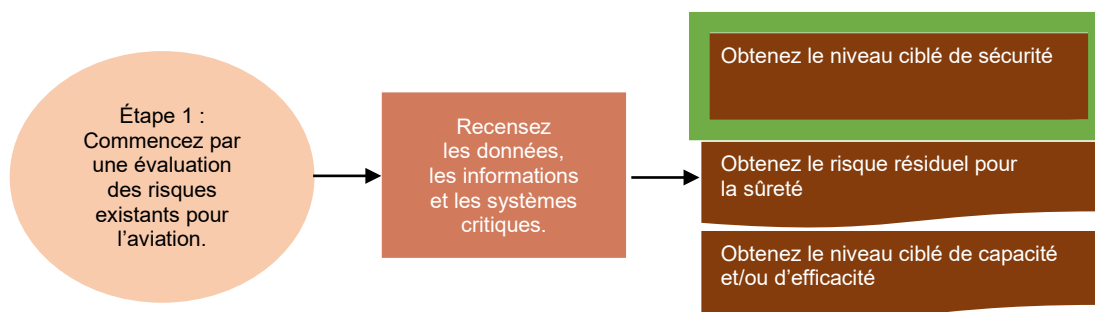 Étape 1 :
Commencez par
une évaluation
des risques
existants pour
l’aviation.
Recensez
les données,
les informations
et les systèmes
critiques.
Obtenez le niveau ciblé de sécurité
Obtenez le risque résiduel pour
la sûreté
Obtenez le niveau ciblé de capacité
et/ou d’efficacité